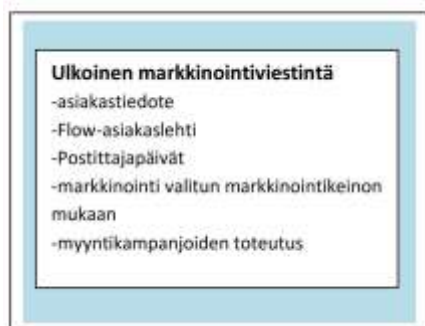 Ulkoinen markkinointiviestintä
-asiakastiedote
-Flow-asiakaslehti
-Postittajapäivät
-markkinointi valitun markkinointikeinon
mukaan
-myyntikampanjoiden toteutus